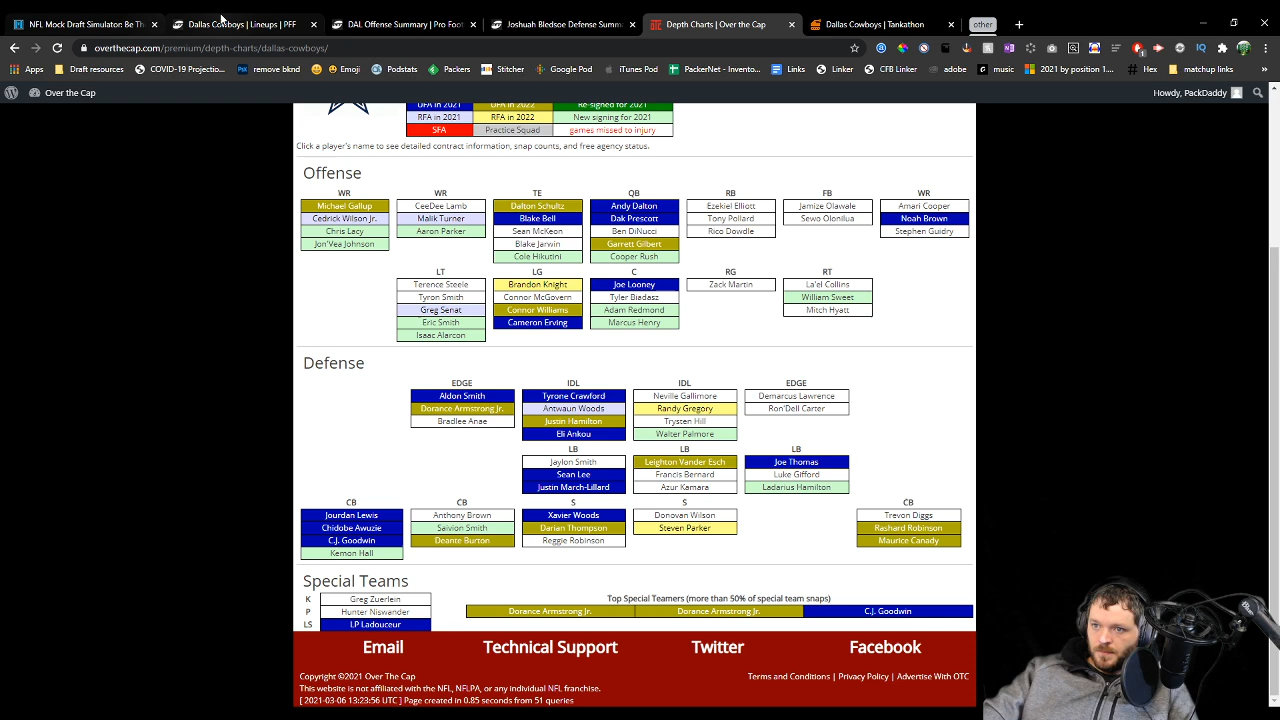 NFL Mock Draft Simulators Be Th
Dallas Cowboys | Lineups | PFF
DAL Offense Summary | Pro Foot
Joshuah Bledsoe Defense Summ
Depth Charts | Over the Cap
Dallas Cowboys | Tankathon
other
overthecap.com/premium/depth-charts/dallas-cowboys/
Apps Draft resources COVID-19 Projectio... remove bknd Emoji Podstats Stitcher Google Podcasts iTunes Pod PackerNet - Invento... Links Linker CFB Linker adobe music 2021 by position 1.... Hex matchup links
Over the Cap
Howdy, PackDaddy
UFA in 2021 UFA in 2022 Re-signed for 2021
RFA in 2021 RFA in 2022 New signing for 2021
SFA Practice Squad games missed to injury
Click a player's name to see detailed contract information, snap counts, and free agency status.
Offense
WR WR TE QB RB FB WR
Michael Gallup CeeDee Lamb Dalton Schultz Andy Dalton Ezekiel Elliott Jamize Olawale Amari Cooper
Cedrick Wilson Jr. Malik Turner Blake Bell Dak Prescott Tony Pollard Sewo Olonilua Noah Brown
Chris Lacy Aaron Parker Sean McKeon Ben DiNucci Rico Dowdle Stephen Guidry
Jon'Vea Johnson Blake Jarwin Garrett Gilbert
Cole Hikutini Cooper Rush
LT LG C RG RT
Terence Steele Brandon Knight Joe Looney Zack Martin La'el Collins
Tyron Smith Connor McGovern Tyler Biadasz William Sweet
Greg Senat Connor Williams Adam Redmond Mitch Hyatt
Eric Smith Cameron Erving Marcus Henry
Isaac Alarcon
Defense
EDGE IDL IDL EDGE
Aldon Smith Tyrone Crawford Neville Gallimore Demarcus Lawrence
Dorance Armstrong Jr. Antwaun Woods Randy Gregory Ron'Dell Carter
Bradlee Anae Justin Hamilton Trysten Hill
Eli Ankou Walter Palmore
LB LB LB
Jaylon Smith Leighton Vander Esch Joe Thomas
Sean Lee Francis Bernard Luke Gifford
Justin March-Lillard Azur Kamara Ladarius Hamilton
CB CB S S CB
Jourdan Lewis Anthony Brown Xavier Woods Donovan Wilson Trevon Diggs
Chidobe Awuzie Saivion Smith Darian Thompson Steven Parker Rashard Robinson
C.J. Goodwin Deante Burton Reggie Robinson Maurice Canady
Kemon Hall
Special Teams
K Greg Zuerlein Top Special Teamers (more than 50% of special team snaps)
P Hunter Niswander Dorance Armstrong Jr. Dorance Armstrong Jr. C.J. Goodwin
LS LP Ladouceur
Email Technical Support Twitter Facebook
Copyright ©2021 Over The Cap Terms and Conditions | Privacy Policy | Advertise With OTC
This website is not affiliated with the NFL, NFLPA, or any individual NFL franchise.
[ 2021-03-06 13:23:56 UTC ] Page created in 0.85 seconds from 51 queries